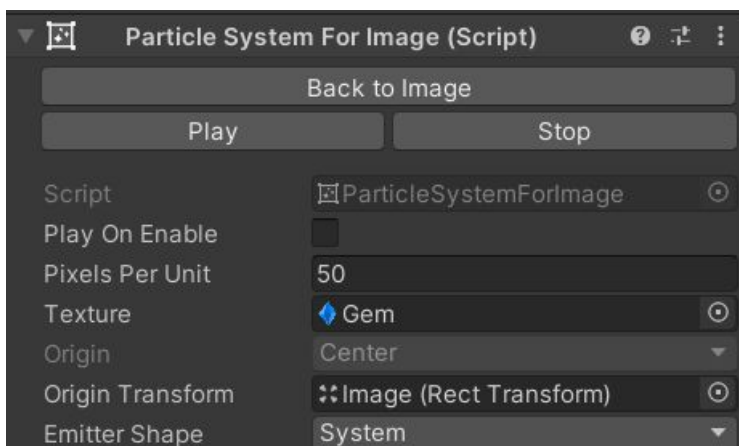 Particle System For Image (Script)
Back to Image
Play Stop
Script ParticleSystemForImage
Play On Enable
Pixels Per Unit 50
Texture Gem
Origin Center
Origin Transform Image (Rect Transform)
Emitter Shape System